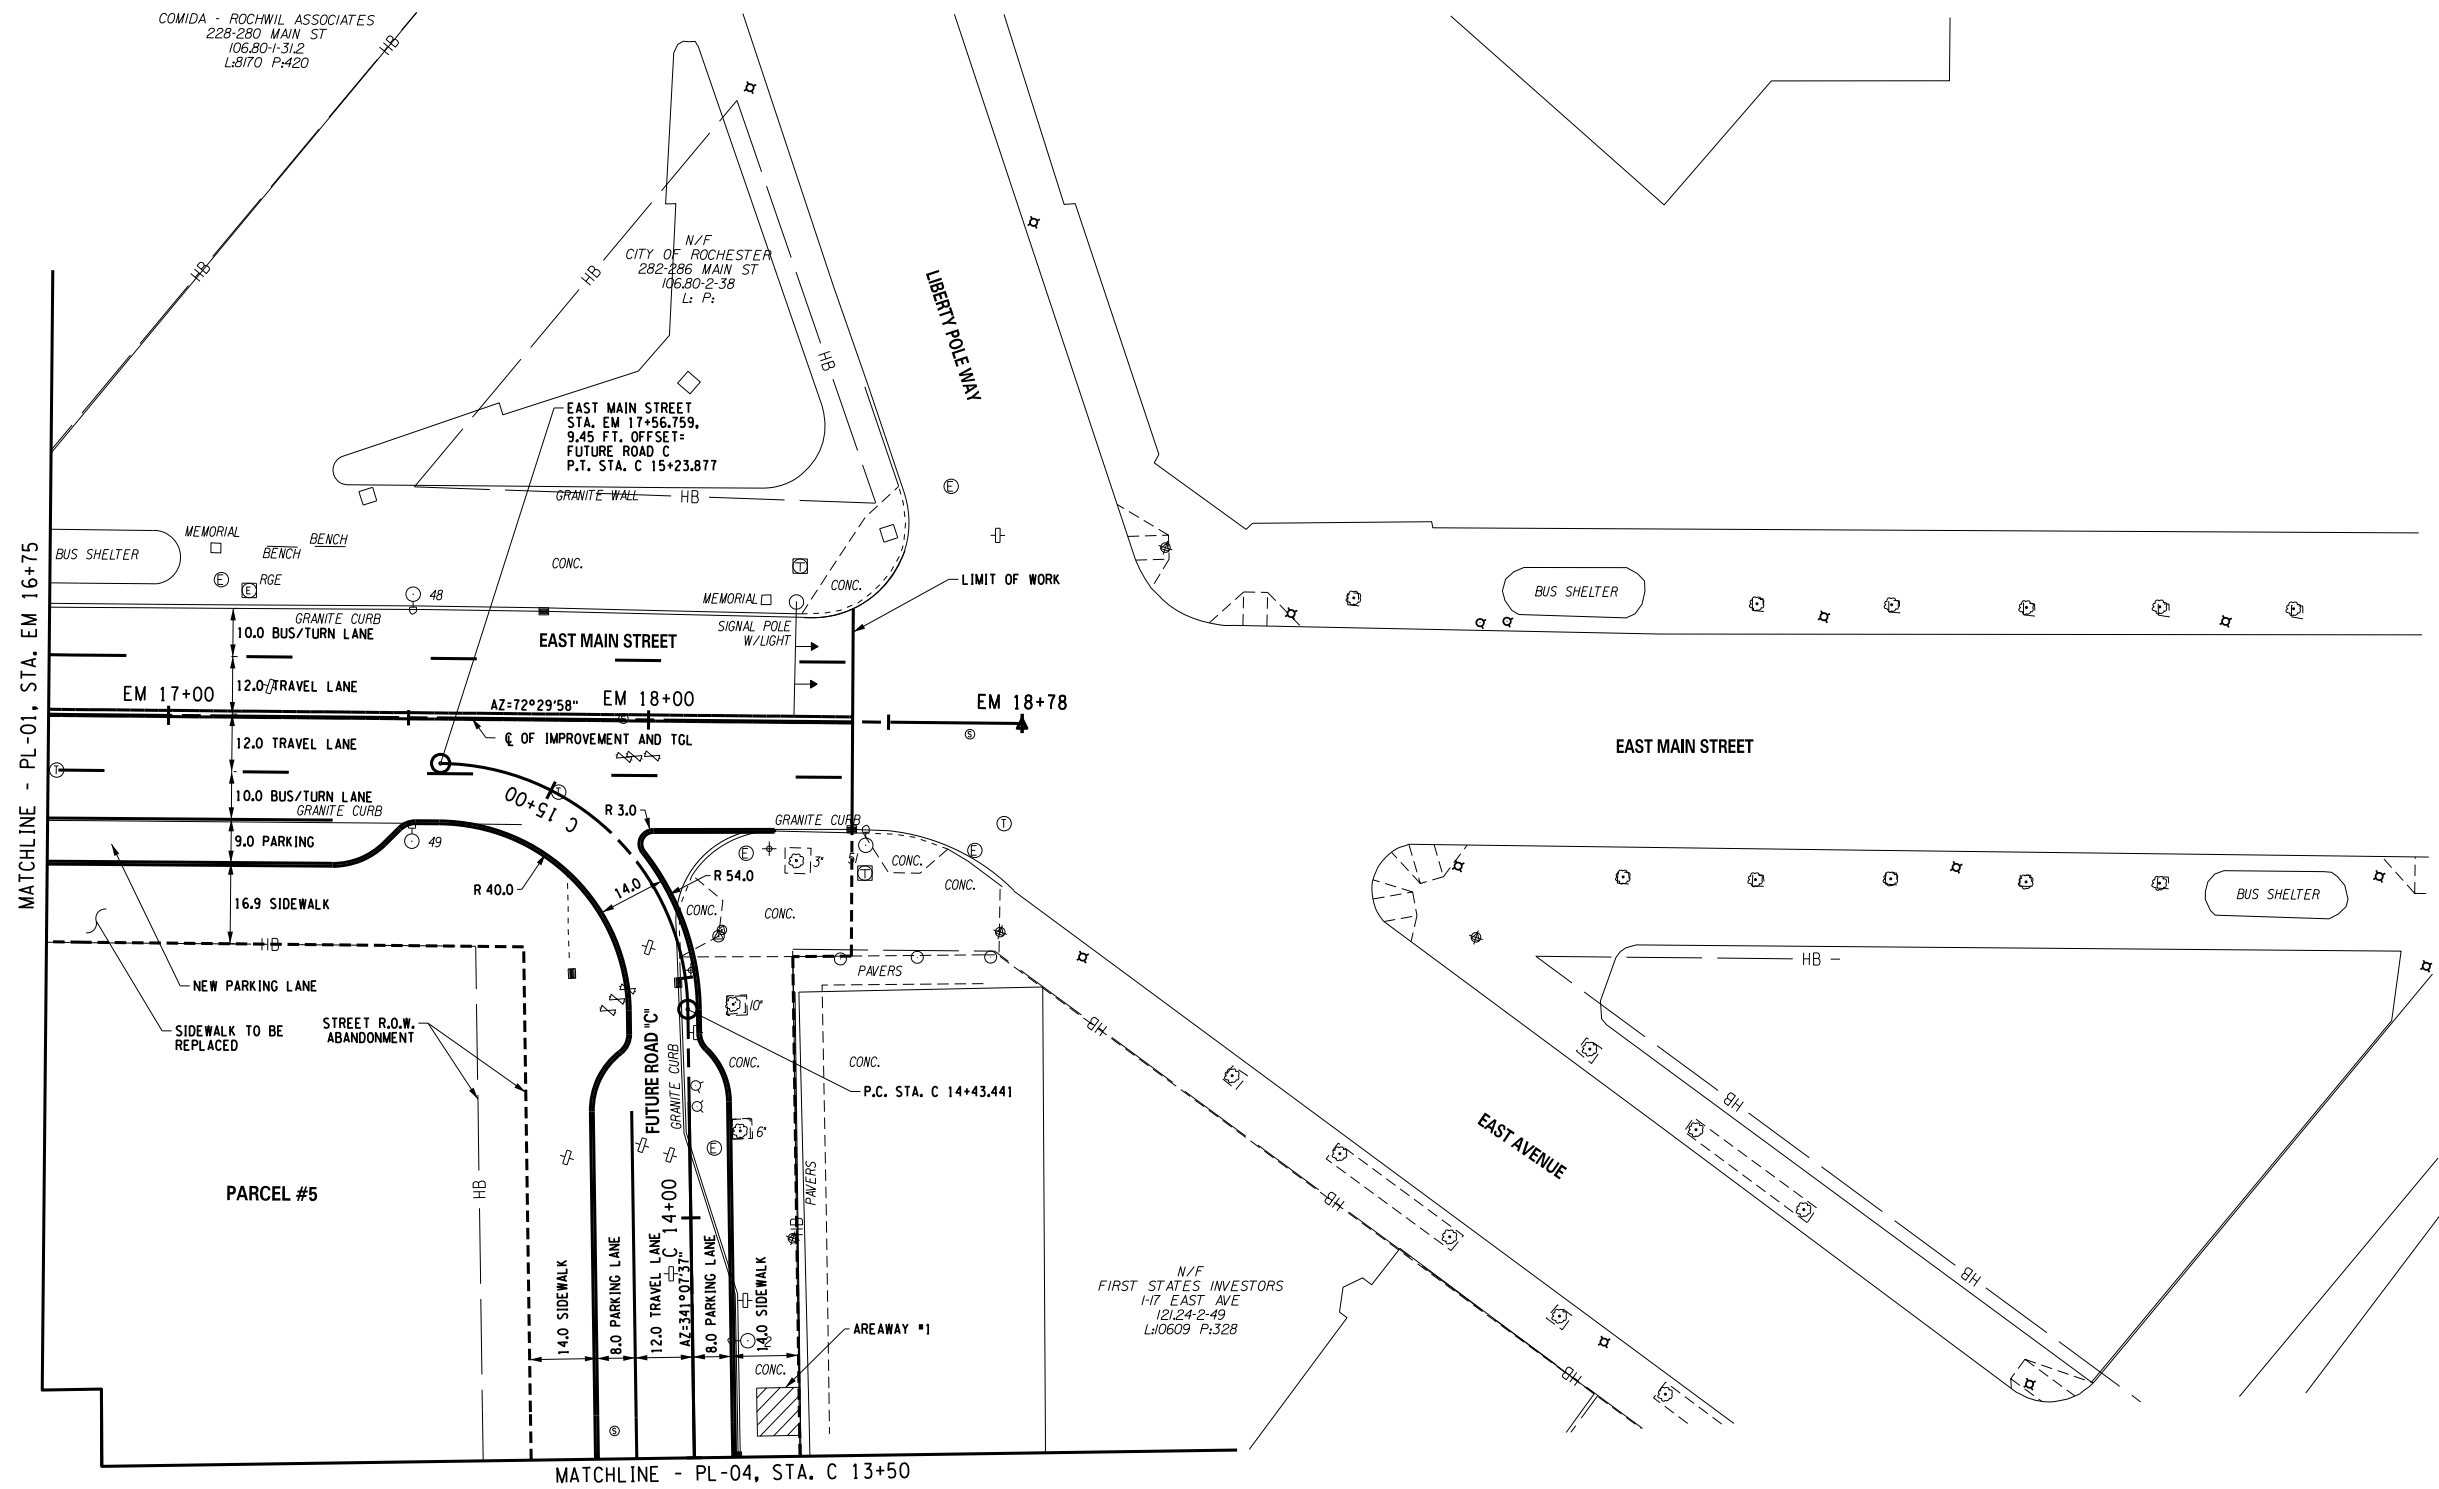 COMIDA - ROCHWIL ASSOCIATES
228-280 MAIN ST
106.80-1-31.2
L:8170 P:420
HB
HB
N/F
CITY OF ROCHESTER
282-286 MAIN ST
106.80-2-38
L: P:
HB
HB
LIBERTY POLE WAY
EAST MAIN STREET
STA. EM 17+56.759,
9.45 FT. OFFSET=
FUTURE ROAD C
P.T. STA. C 15+23.877
GRANITE WALL
HB
E
MEMORIAL
BENCH
BENCH
BUS SHELTER
CONC.
T
E
E
RGE
48
CONC.
LIMIT OF WORK
MEMORIAL
BUS SHELTER
GRANITE CURB
SIGNAL POLE
W/LIGHT
10.0 BUS/TURN LANE
EAST MAIN STREET
12.0 TRAVEL LANE
EM 17+00
AZ=72°29'58"
EM 18+00
EM 18+78
S
S
12.0 TRAVEL LANE
℄ OF IMPROVEMENT AND TGL
EAST MAIN STREET
MATCHLINE - PL-01, STA. EM 16+75
T
10.0 BUS/TURN LANE
GRANITE CURB
T
C 15+00
R 3.0
GRANITE CURB
T
9.0 PARKING
49
E
3"
E
CONC.
T
R 40.0
14.0
R 54.0
CONC.
16.9 SIDEWALK
CONC.
CONC.
HB
PAVERS
BUS SHELTER
HB
NEW PARKING LANE
SIDEWALK TO BE
REPLACED
STREET R.O.W.
ABANDONMENT
10"
HB
FUTURE ROAD "C"
GRANITE CURB
CONC.
CONC.
P.C. STA. C 14+43.441
6"
E
HB
EAST AVENUE
PARCEL #5
HB
PAVERS
HB
C 14+00
HB
14.0 SIDEWALK
8.0 PARKING LANE
12.0 TRAVEL LANE
AZ=341°07'37"
8.0 PARKING LANE
14.0 SIDEWALK
N/F
FIRST STATES INVESTORS
1-17 EAST AVE
121.24-2-49
L:10609 P:328
HB
AREAWAY #1
CONC.
HB
S
MATCHLINE - PL-04, STA. C 13+50